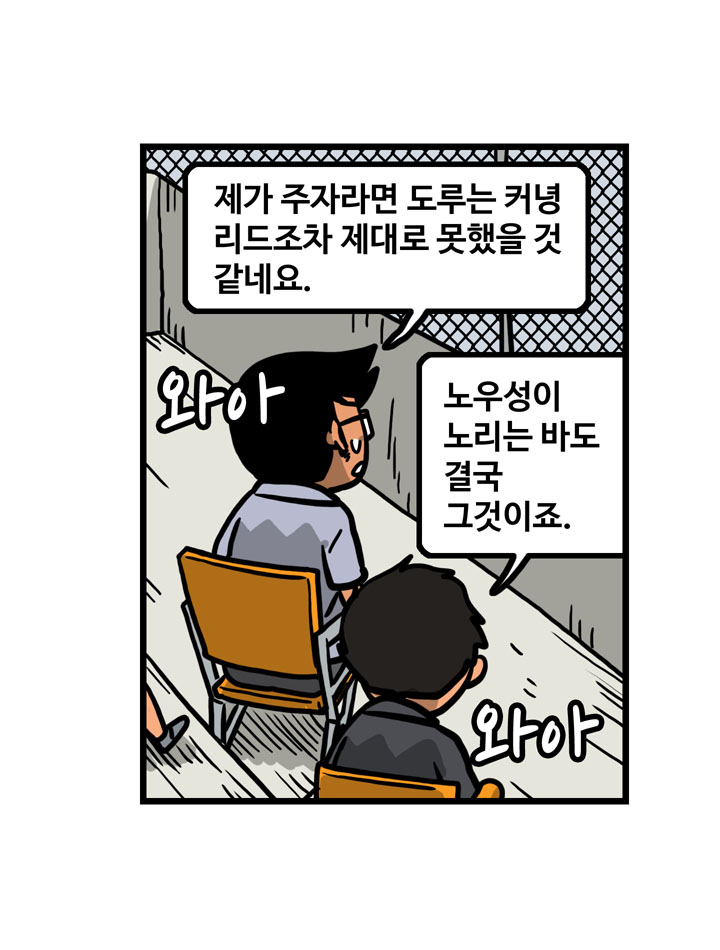 제가 주자라면 도루는 커녕
리드조차 제대로 못했을 것
같네요.
와아
노우성이
노리는 바도
결국
그것이죠.
와아